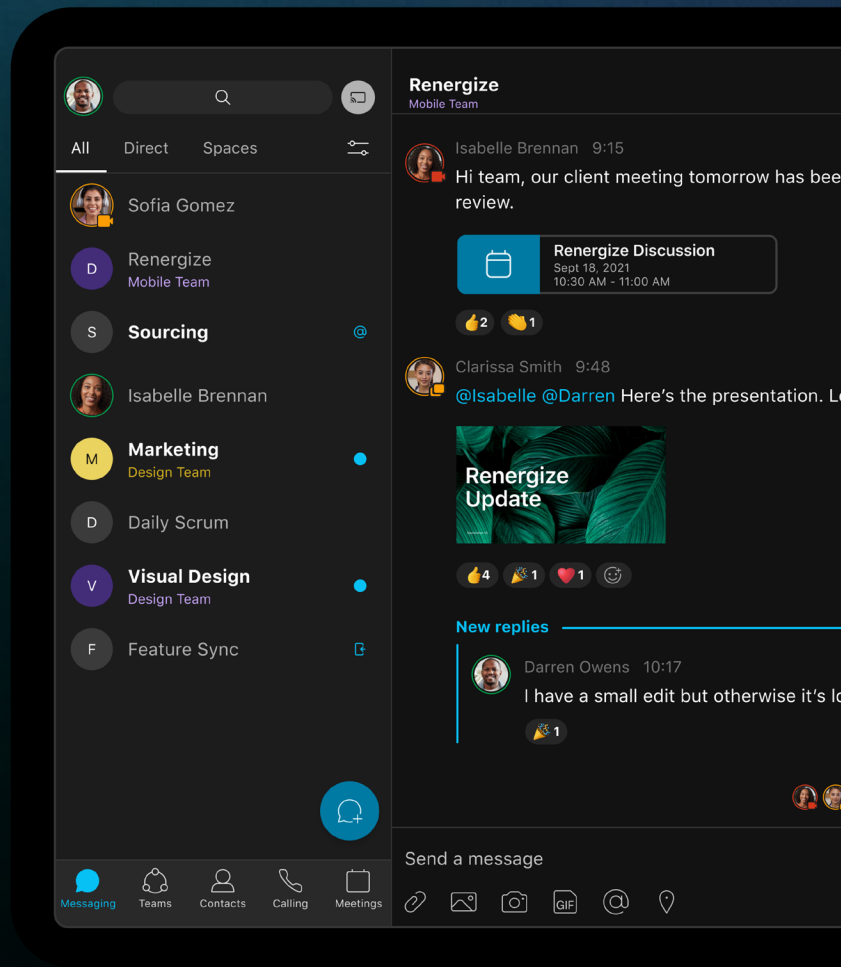 All Direct Spaces
Sofia Gomez
D
Renergize
Mobile Team
S
Sourcing
@
Isabelle Brennan
M
Marketing
Design Team
D
Daily Scrum
V
Visual Design
Design Team
F
Feature Sync
Messaging Teams Contacts Calling Meetings
Renergize
Mobile Team
Isabelle Brennan 9:15
Hi team, our client meeting tomorrow has bee
review.
Renergize Discussion
Sept 18, 2021
10:30 AM - 11:00 AM
👍2 👏1
Clarissa Smith 9:48
@Isabelle @Darren Here’s the presentation. L
Renergize
Update
👍4 🎉1 ❤️1
New replies
Darren Owens 10:17
I have a small edit but otherwise it’s lo
🎉1
Send a message
GIF @